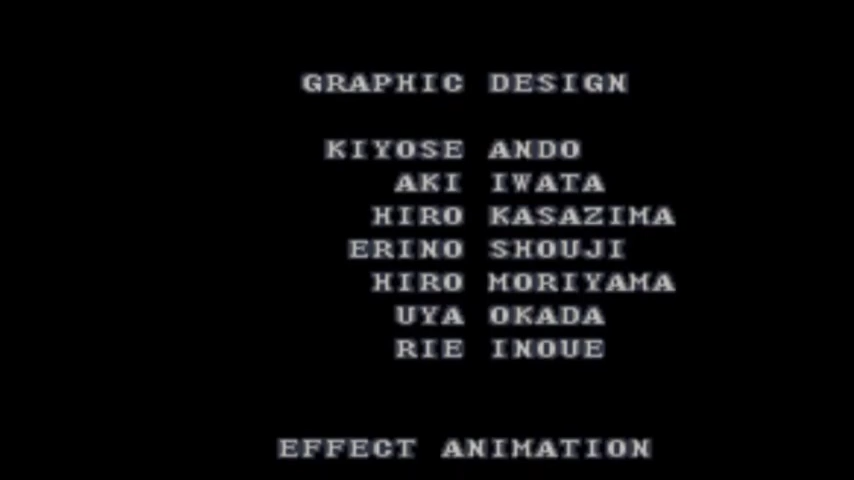 GRAPHIC DESIGN
KIYOSE ANDO
AKI IWATA
HIRO KASAZIMA
ERINO SHOUJI
HIRO MORIYAMA
UYA OKADA
RIE INOUE
EFFECT ANIMATION